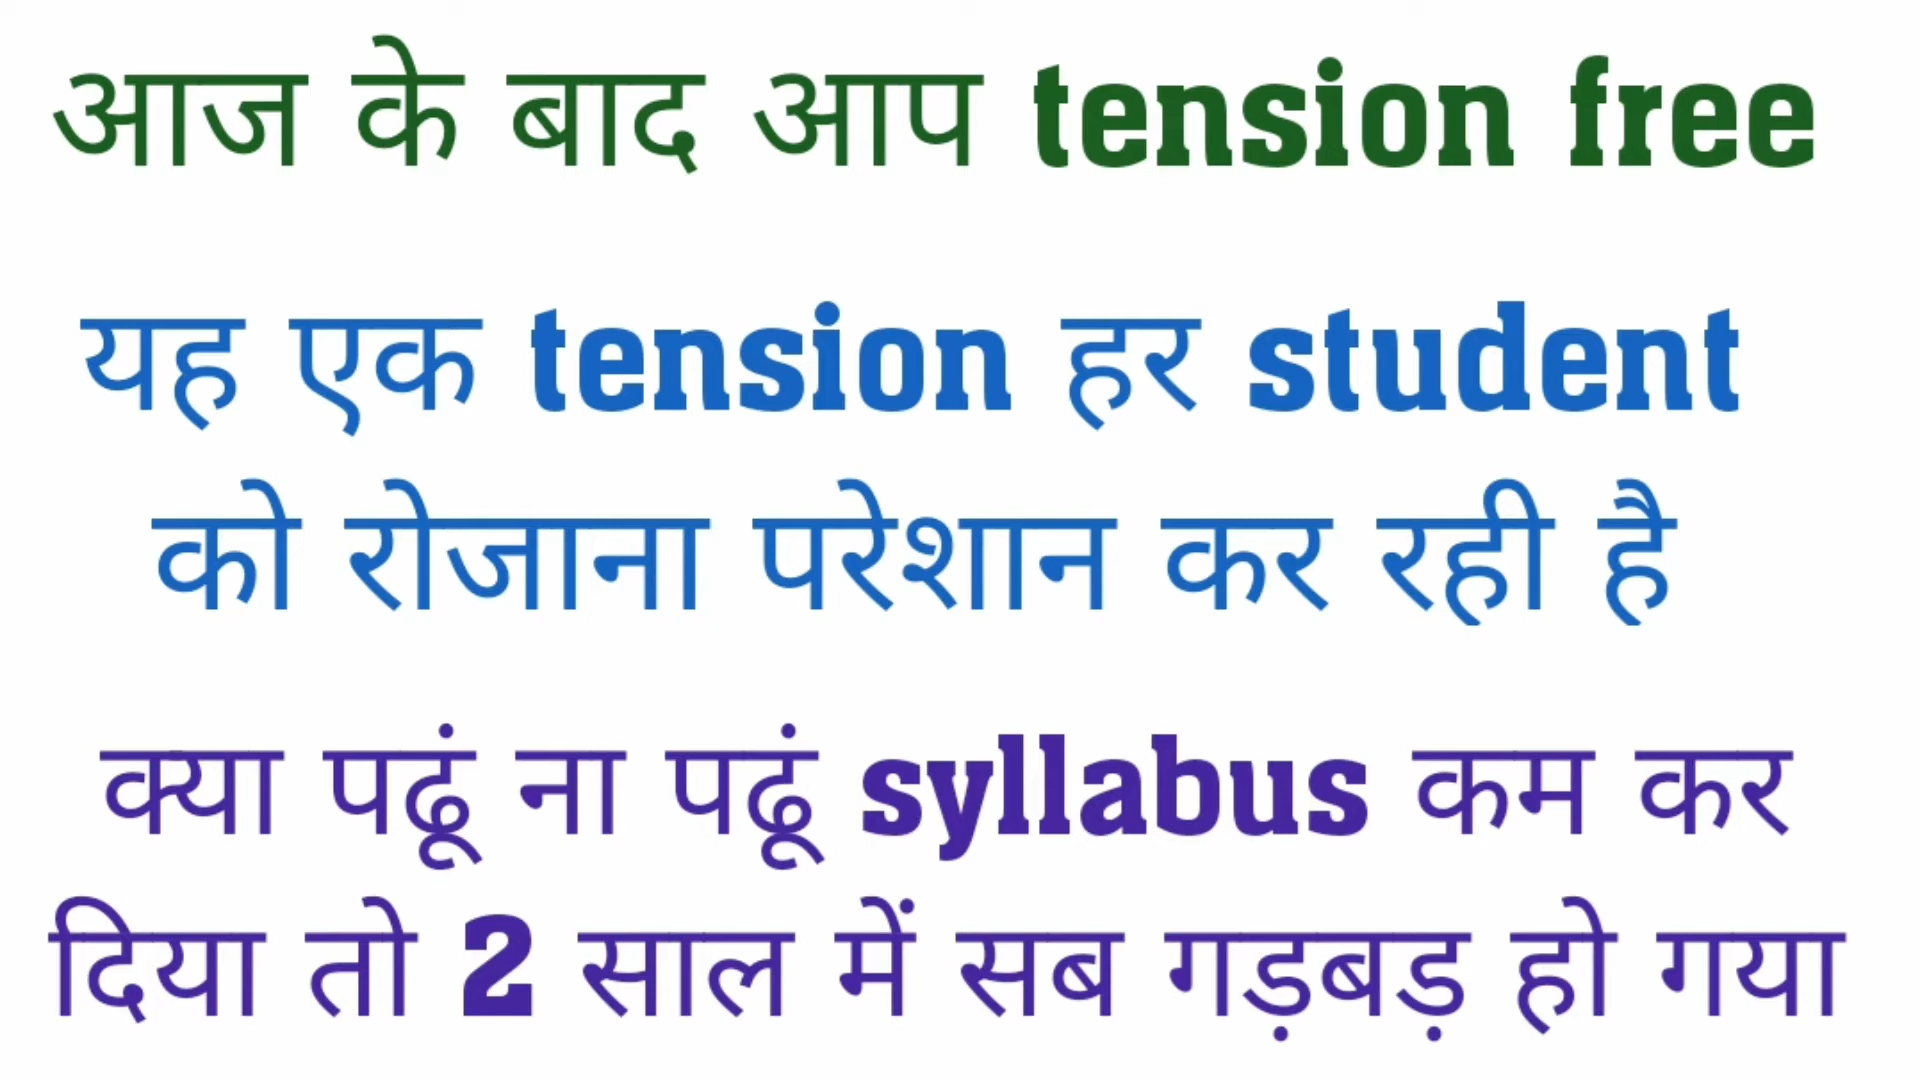 आज के बाद आप tension free
यह एक tension हर student
को रोजाना परेशान कर रही है
क्या पढूं ना पढूं syllabus कम कर
दिया तो 2 साल में सब गड़बड़ हो गया